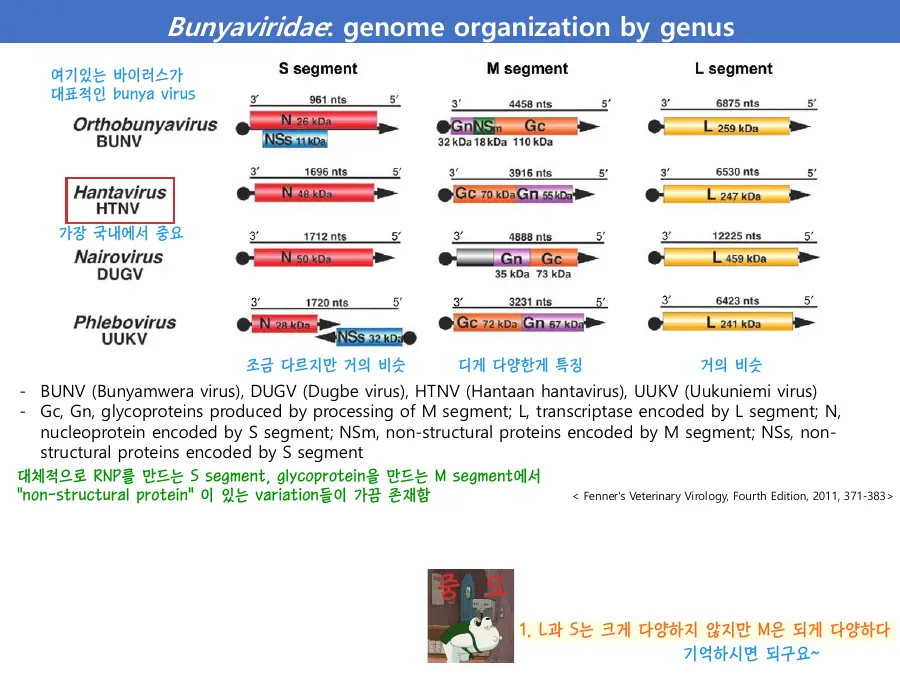 Bunyaviridae: genome organization by genus
여기있는 바이러스가
대표적인 bunya virus
S segment
M segment
L segment
Orthobunyavirus
BUNV
3′ 961 nts 5′
N 26 kDa
NSs 11 kDa
3′ 4458 nts 5′
Gn NSm Gc
32 kDa 18 kDa 110 kDa
3′ 6875 nts 5′
L 259 kDa
Hantavirus
HTNV
가장 국내에서 중요
3′ 1696 nts 5′
N 48 kDa
3′ 3916 nts 5′
Gc 70 kDa Gn 55 kDa
3′ 6530 nts 5′
L 247 kDa
Nairovirus
DUGV
3′ 1712 nts 5′
N 50 kDa
3′ 4888 nts 5′
Gn Gc
35 kDa 73 kDa
3′ 12225 nts 5′
L 459 kDa
Phlebovirus
UUKV
3′ 1720 nts 5′
N 28 kDa
NSs 32 kDa
3′ 3231 nts 5′
Gc 72 kDa Gn 67 kDa
3′ 6423 nts 5′
L 241 kDa
조금 다르지만 거의 비슷
디게 다양한게 특징
거의 비슷
- BUNV (Bunyamwera virus), DUGV (Dugbe virus), HTNV (Hantaan hantavirus), UUKV (Uukuniemi virus)
- Gc, Gn, glycoproteins produced by processing of M segment; L, transcriptase encoded by L segment; N,
nucleoprotein encoded by S segment; NSm, non-structural proteins encoded by M segment; NSs, non-
structural proteins encoded by S segment
대체적으로 RNP를 만드는 S segment, glycoprotein을 만드는 M segment에서
"non-structural protein" 이 있는 variation들이 가끔 존재함
< Fenner's Veterinary Virology, Fourth Edition, 2011, 371-383>
중 요
1. L과 S는 크게 다양하지 않지만 M은 되게 다양하다
기억하시면 되구요~